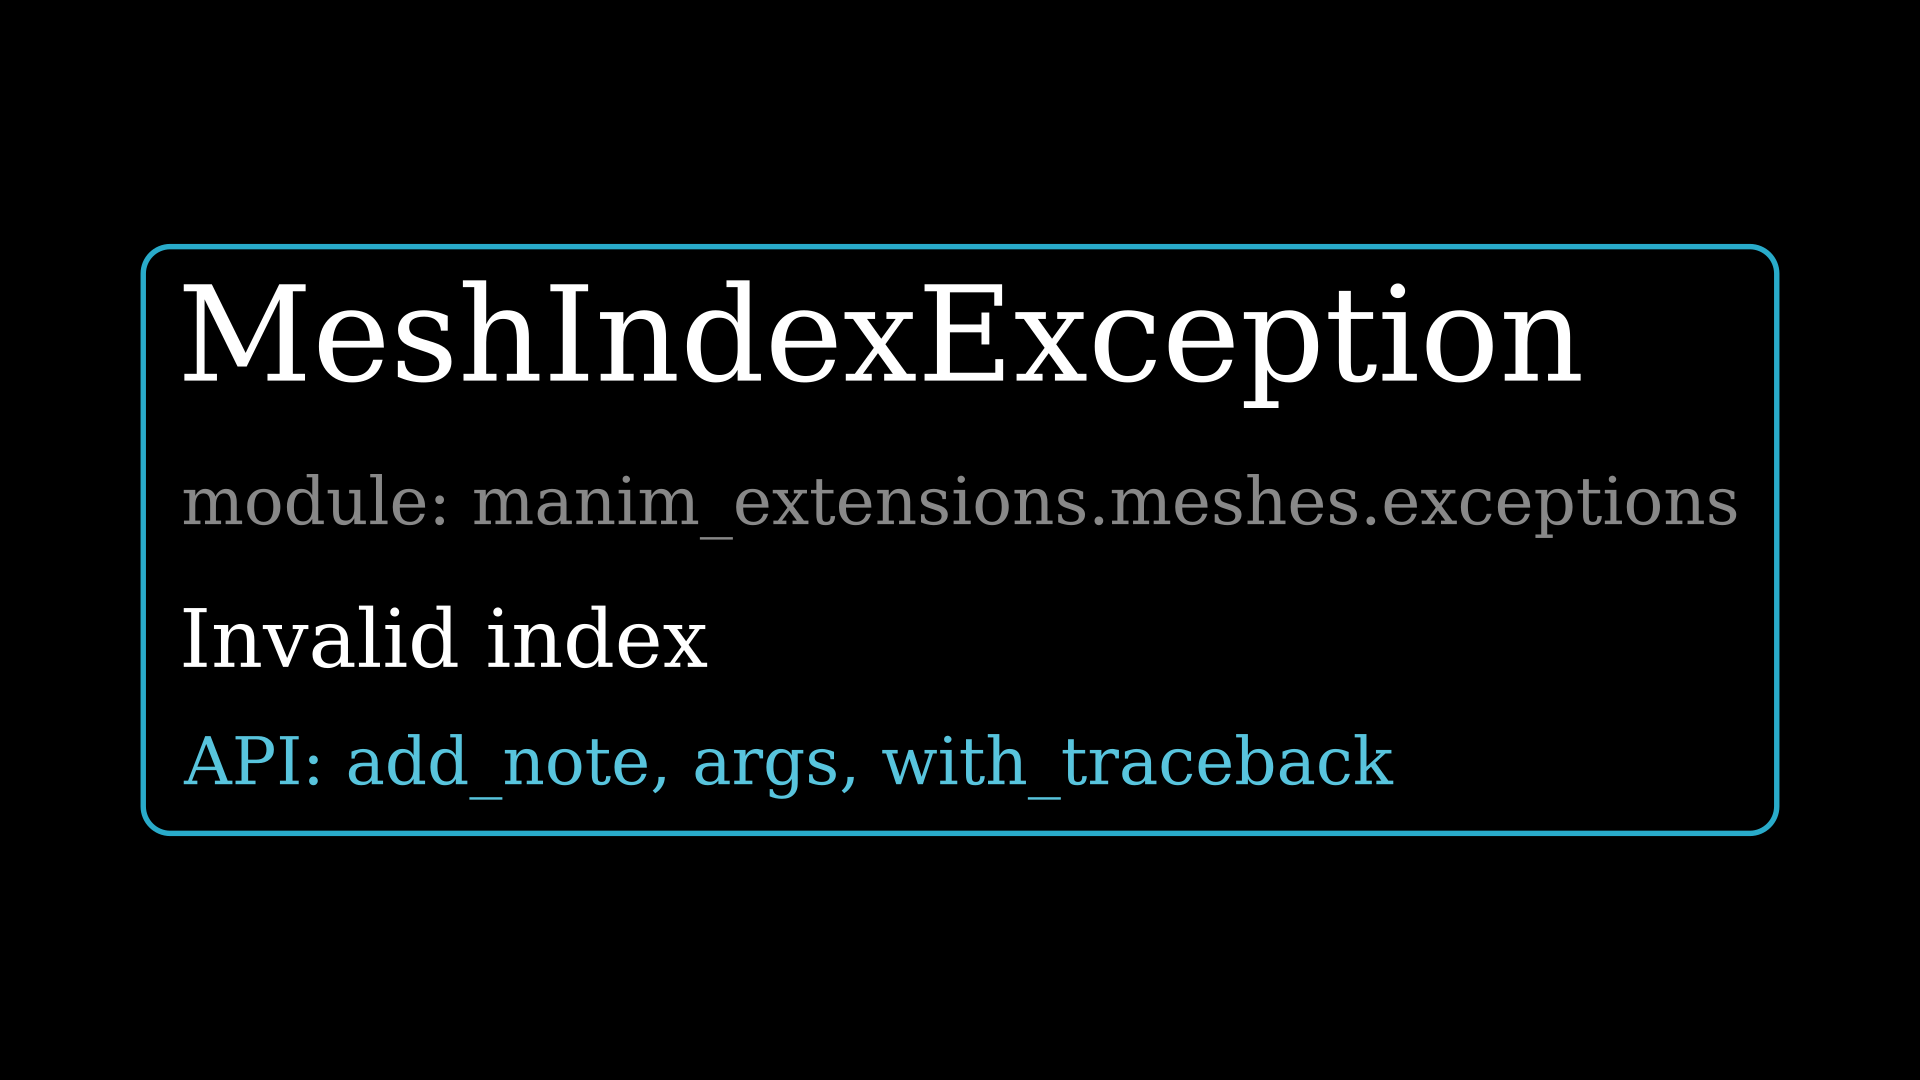 MeshIndexException
module: manim_extensions.meshes.exceptions
Invalid index
API: add_note, args, with_traceback